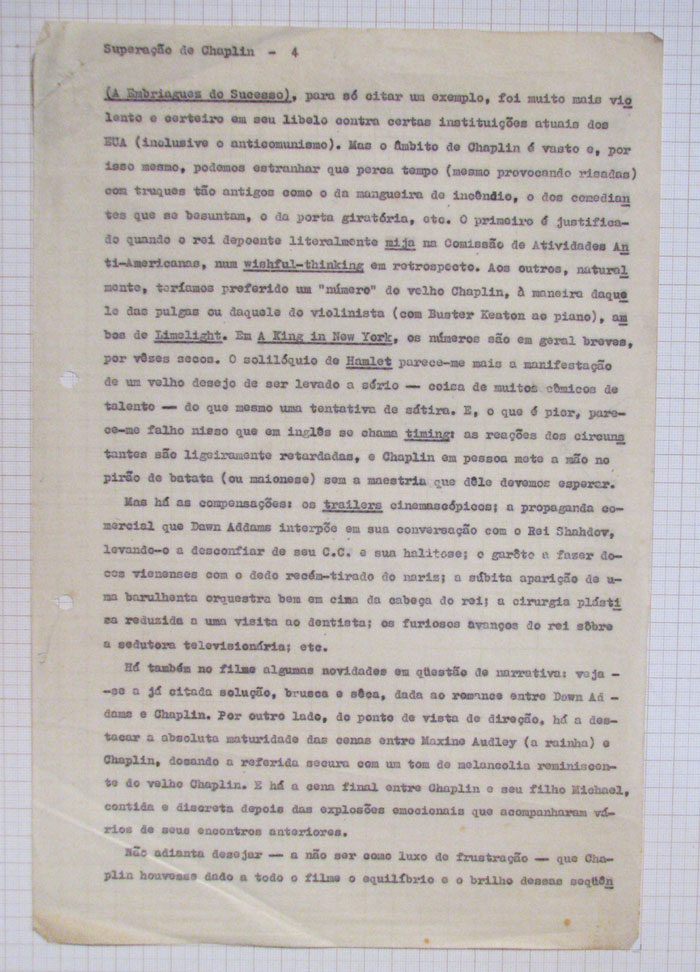 Superação de Chaplin - 4
(A Embriaguez do Sucesso), para só citar um exemplo, foi muito mais vio
lento e certeiro em seu libelo contra certas instituições atuais dos
EUA (inclusive o anticomunismo). Mas o âmbito de Chaplin é vasto e, por
isso mesmo, podemos estranhar que perca tempo (mesmo provocando risadas)
com truques tão antigos como o da mangueira de incêndio, o dos comedian
tes que se besuntam, o da porta giratória, etc. O primeiro é justifica-
do quando o rei depoente literalmente mija na Comissão de Atividades An
ti-Americanas, num wishful-thinking em retrospecto. Aos outros, natural
mente, teríamos preferido um "número" do velho Chaplin, à maneira daque
le das pulgas ou daquele do violinista (com Buster Keaton ao piano), am
bos de Limelight. Em A King in New York, os números são em geral breves,
por vêzes secos. O solilóquio de Hamlet parece-me mais a manifestação
de um velho desejo de ser levado a sério — coisa de muitos cômicos de
talento — do que mesmo uma tentativa de sátira. E, o que é pior, pare-
ce-me falho nisso que em inglês se chama timing: as reações dos circuns
tantes são ligeiramente retardadas, e Chaplin em pessoa mete a mão no
pirão de batata (ou maionese) sem a maestria que dêle devemos esperar.
Mas há as compensações: os trailers cinemascópicos; a propaganda co-
mercial que Dawn Addams interpõe em sua conversação com o Rei Shahdov,
levando-o a desconfiar de seu C.C. e sua halitose; o garôto a fazer do-
ces vienenses com o dedo recém-tirado do nariz; a súbita aparição de u-
ma barulhenta orquestra bem em cima da cabeça do rei; a cirurgia plásti
sa reduzida a uma visita ao dentista; os furiosos avanços do rei sôbre
a sedutora televisionária; etc.
Há também no filme algumas novidades em qüestão de narrativa: veja -
-se a já citada solução, brusca e sêca, dada ao romance entre Dawn Ad -
dams e Chaplin. Por outro lado, do ponto de vista de direção, há a des-
tacar a absoluta maturidade das cenas entre Maxine Audley (a rainha) e
Chaplin, dosando a referida secura com um tom de melancolia reminiscen-
te do velho Chaplin. E há a cena final entre Chaplin e seu filho Michael,
contida e discreta depois das explosões emocionais que acompanharam vá-
rios de seus encontros anteriores.
Não adianta desejar — a não ser como luxo de frustração — que Cha-
plin houvesse dado a todo o filme o equilíbrio e o brilho dessas seqüên